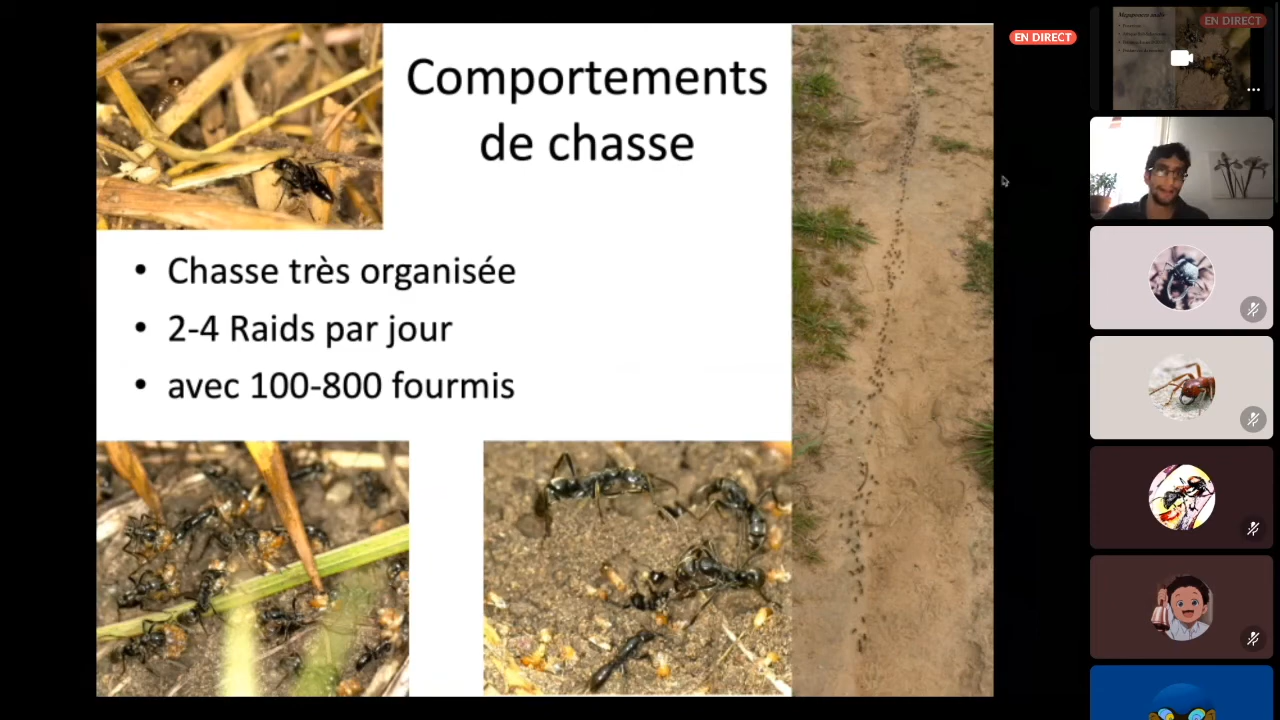 Comportements
de chasse
• Chasse très organisée
• 2-4 Raids par jour
• avec 100-800 fourmis
EN DIRECT
EN DIRECT